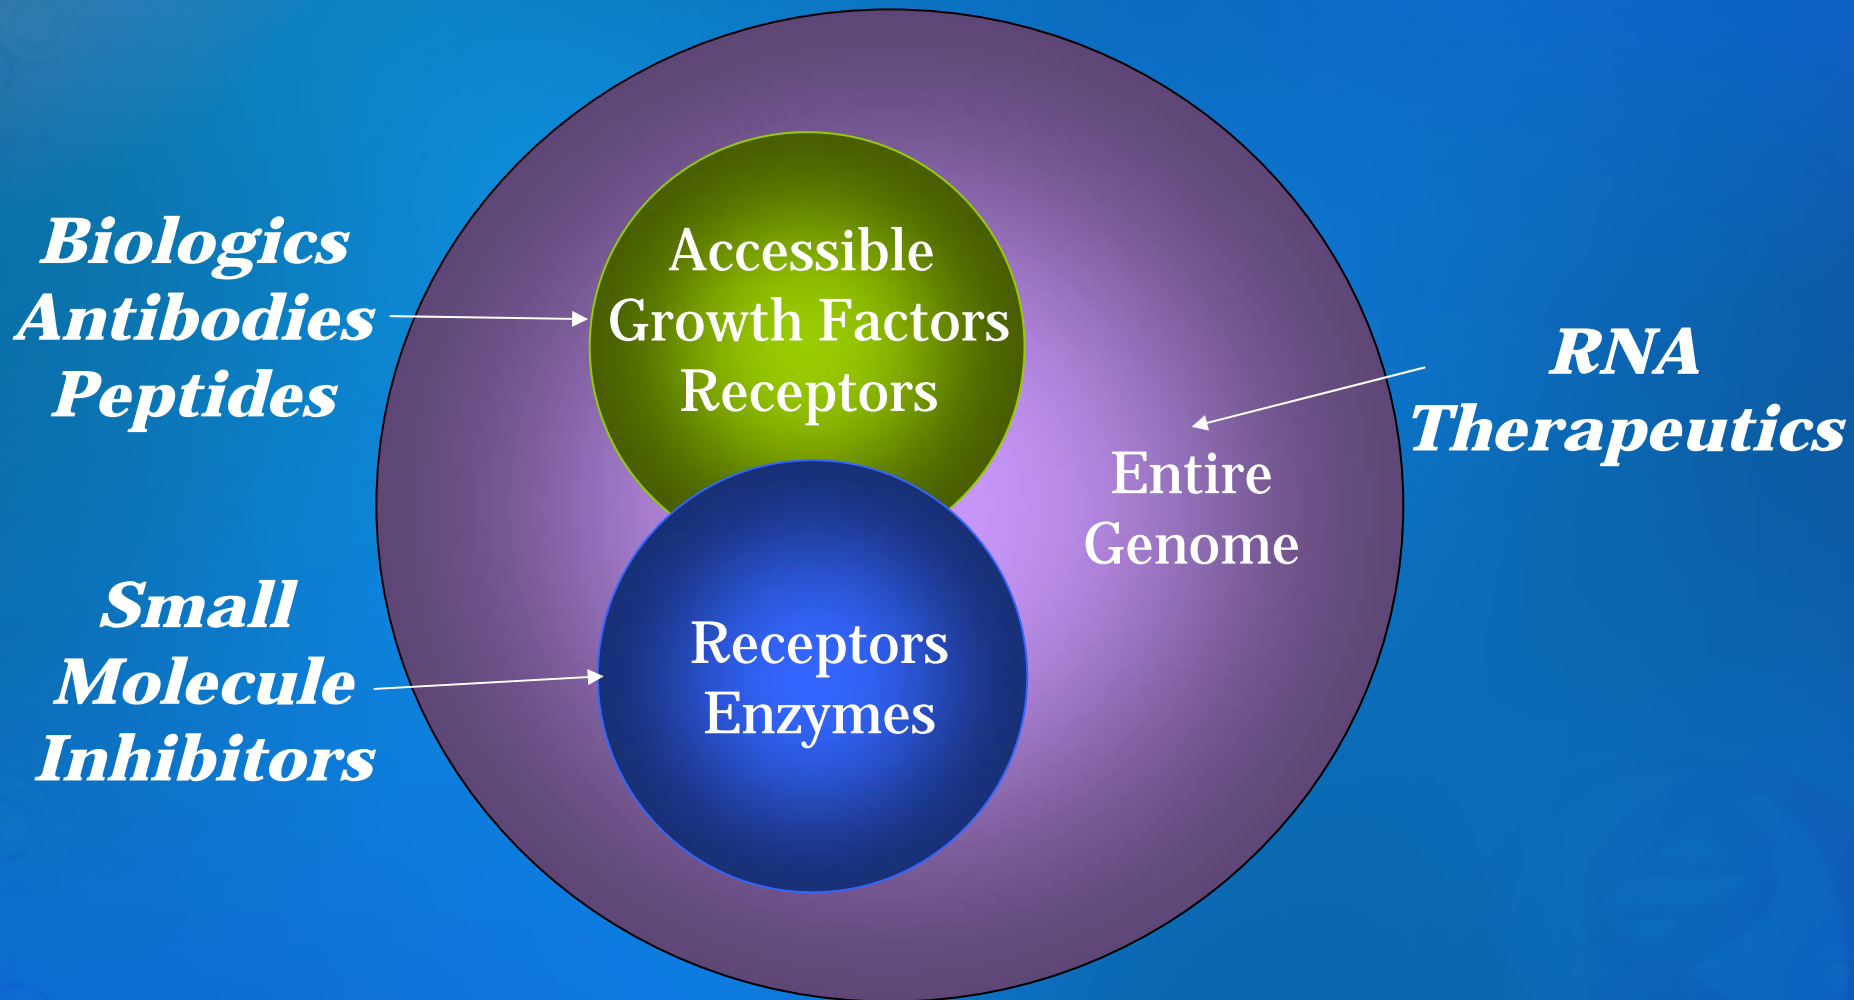 Biologics
Antibodies
Peptides
Accessible
Growth Factors
Receptors
RNA
Therapeutics
Entire
Genome
Small
Molecule
Inhibitors
Receptors
Enzymes